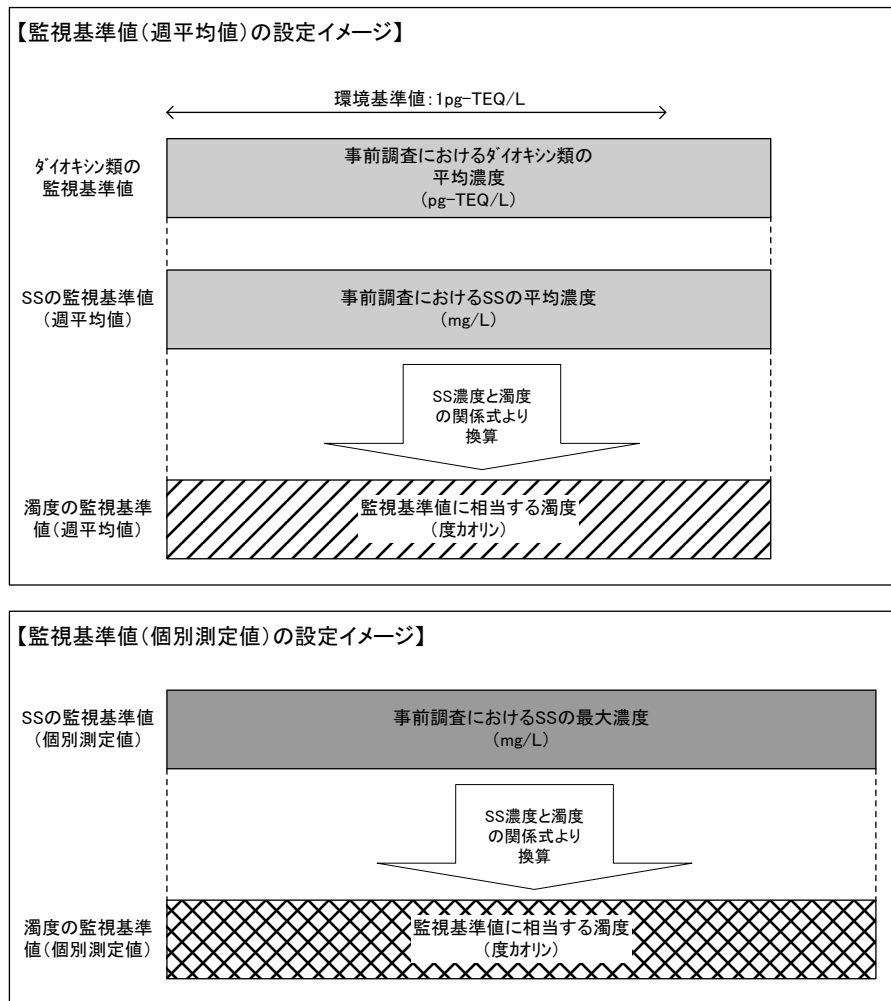 【監視基準値(週平均値)の設定イメージ】
環境基準値:1pg-TEQ/L
ダイオキシン類の
監視基準値
事前調査におけるダイオキシン類の
平均濃度
(pg-TEQ/L)
SSの監視基準値
(週平均値)
事前調査におけるSSの平均濃度
(mg/L)
SS濃度と濁度
の関係式より
換算
濁度の監視基準
値(週平均値)
監視基準値に相当する濁度
(度カオリン)
【監視基準値(個別測定値)の設定イメージ】
SSの監視基準値
(個別測定値)
事前調査におけるSSの最大濃度
(mg/L)
SS濃度と濁度
の関係式より
換算
濁度の監視基準
値(個別測定値)
監視基準値に相当する濁度
(度カオリン)